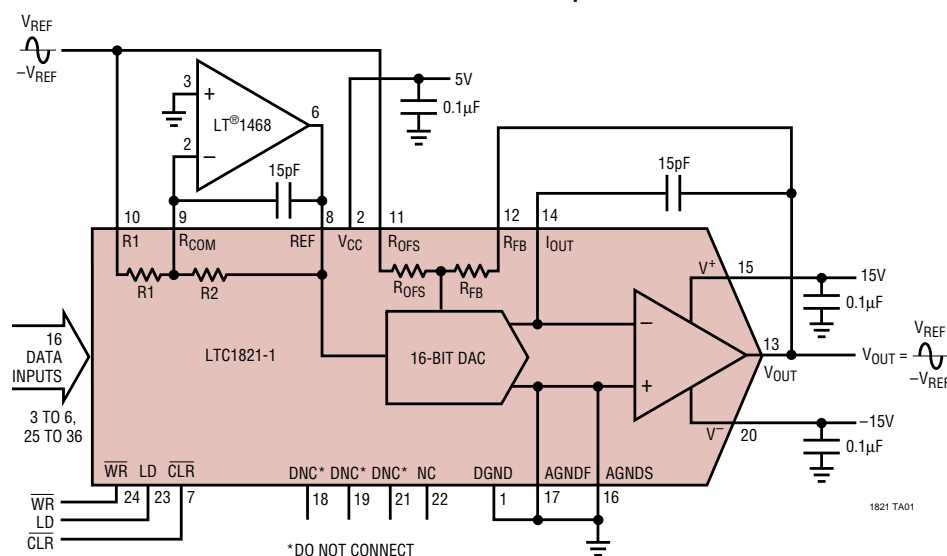 VREF
–VREF
3
+
LT®1468
2
–
6
15pF
5V
0.1µF
15pF
10
9
8
2
11
12
14
R1
RCOM
REF
VCC
ROFS
RFB
IOUT
R1
R2
ROFS
RFB
V+
15
15V
0.1µF
16
DATA
INPUTS
3 TO 6,
25 TO 36
LTC1821-1
16-BIT DAC
–
+
13
VOUT
VOUT =
VREF
–VREF
V–
20
–15V
0.1µF
WR
LD
CLR
DNC*
DNC*
DNC*
NC
DGND
AGNDF
AGNDS
24
23
7
18
19
21
22
1
17
16
WR
LD
CLR
*DO NOT CONNECT
1821 TA01